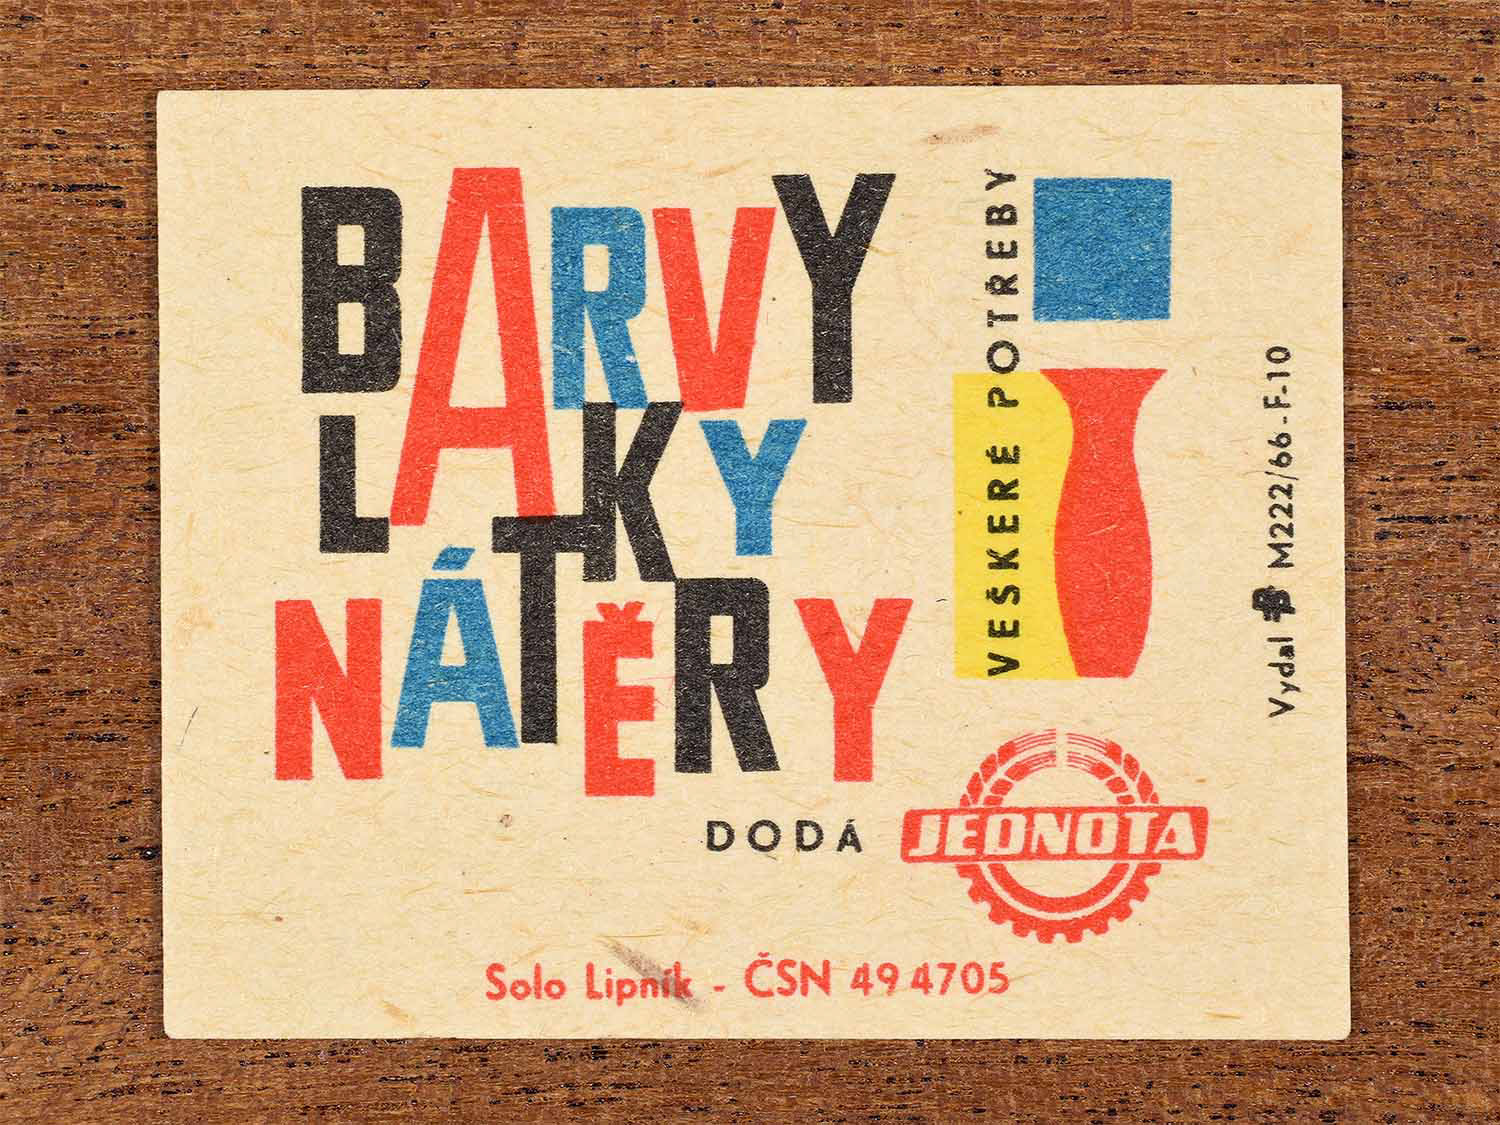 BARVY
LAKY
NÁTĚRY
VEŠKERÉ POTŘEBY
DODÁ
JEDNOTA
Vydal M222/66-F-10
Solo Lipník - ČSN 49 4705